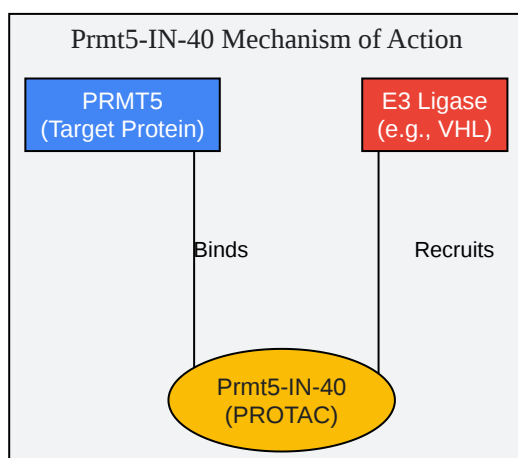 Prmt5-IN-40 Mechanism of Action
PRMT5
(Target Protein)
E3 Ligase
(e.g., VHL)
Binds
Recruits
Prmt5-IN-40
(PROTAC)